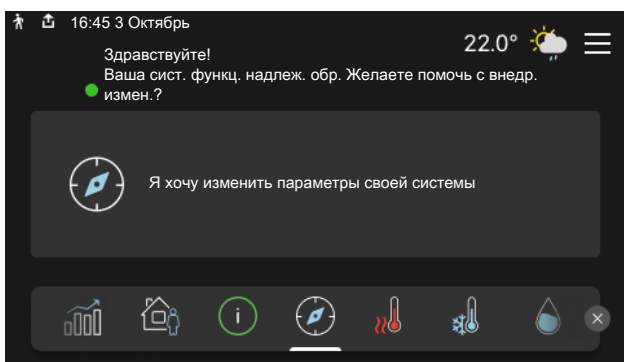 16:45 3 Октябрь
22.0°
Здравствуйте!
Ваша сист. функц. надлеж. обр. Желаете помочь с внедр.
измен.?
Я хочу изменить параметры своей системы
i